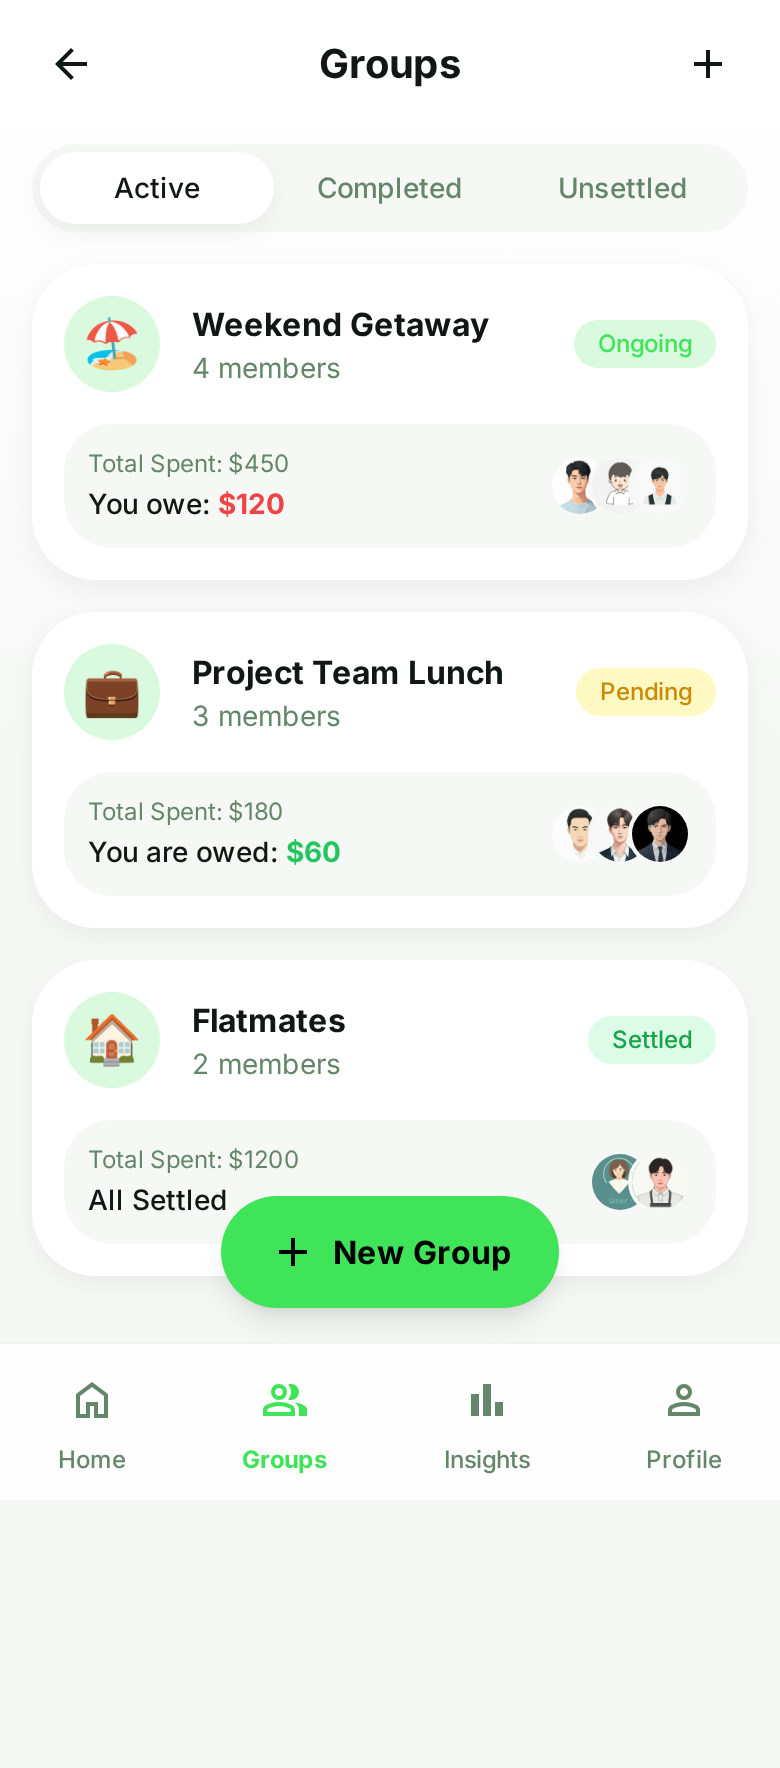 Groups
Active
Completed
Unsettled
Weekend Getaway
4 members
Ongoing
Total Spent: $450
You owe: $120
Project Team Lunch
3 members
Pending
Total Spent: $180
You are owed: $60
Flatmates
2 members
Settled
Total Spent: $1200
All Settled
New Group
Home
Groups
Insights
Profile